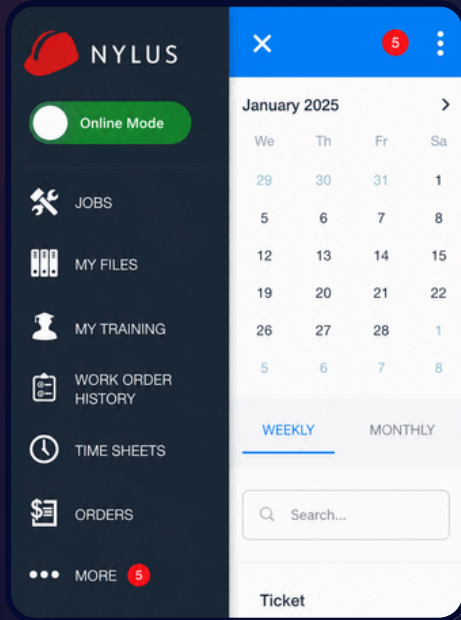 NYLUS
Online Mode
JOBS
MY FILES
MY TRAINING
WORK ORDER
HISTORY
TIME SHEETS
ORDERS
MORE 5
5
January 2025
We Th Fr Sa
29 30 31 1
5 6 7 8
12 13 14 15
19 20 21 22
26 27 28 1
5 6 7 8
WEEKLY MONTHLY
Search...
Ticket